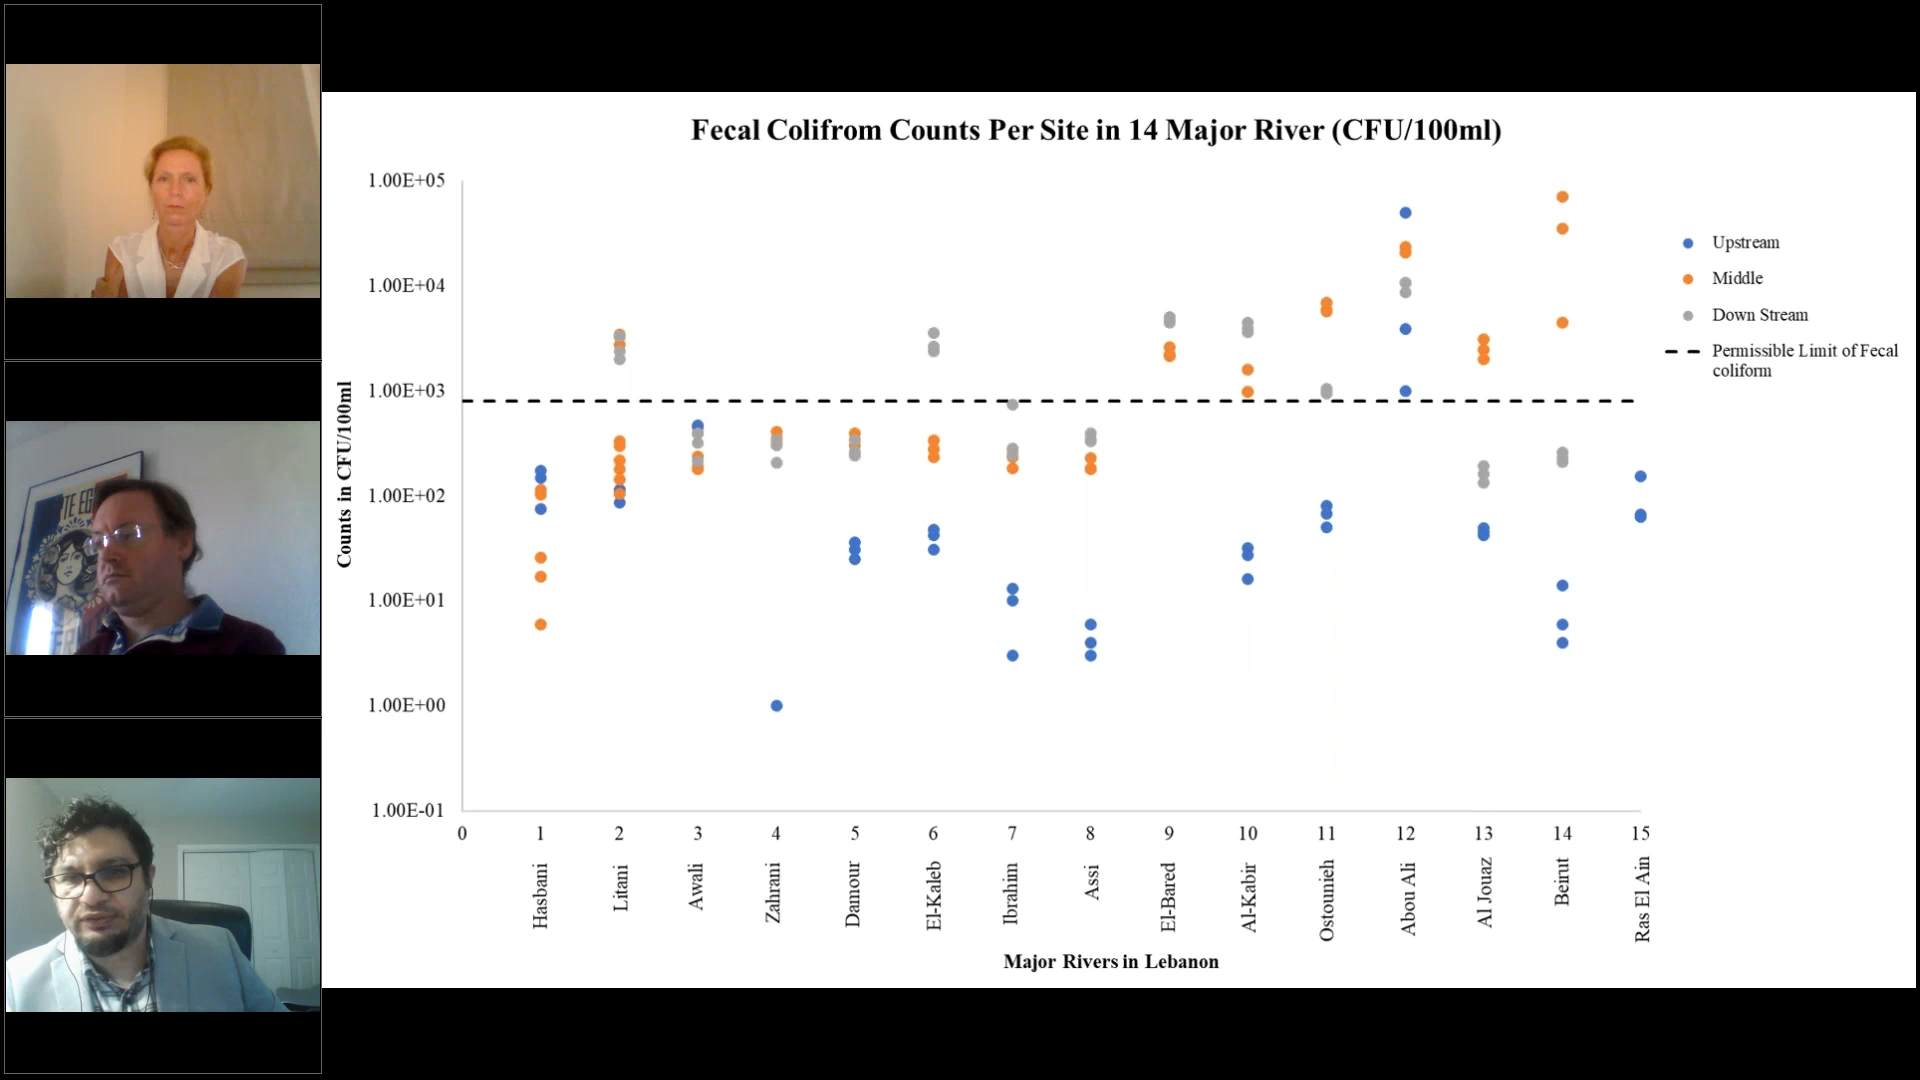 Fecal Colifrom Counts Per Site in 14 Major River (CFU/100ml)
1.00E+05
1.00E+04
1.00E+03
1.00E+02
1.00E+01
1.00E+00
1.00E-01
Counts in CFU/100ml
0 1 2 3 4 5 6 7 8 9 10 11 12 13 14 15
Hasbani
Litani
Awali
Zahrani
Damour
El-Kaleb
Ibrahim
Assi
El-Bared
Al-Kabir
Ostounieh
Abou Ali
Al Jouaz
Beirut
Ras El Ain
Major Rivers in Lebanon
Upstream
Middle
Down Stream
Permissible Limit of Fecal
coliform